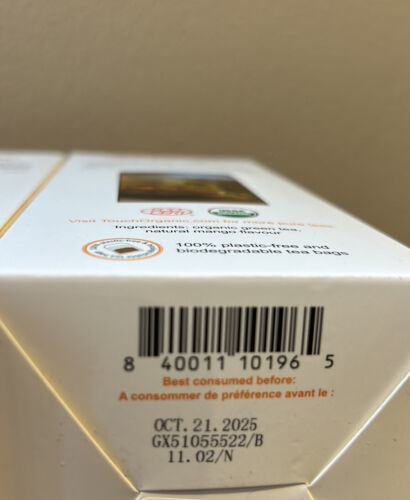 Visit TouchOrganic.com for more pure teas
Ingredients: organic green tea,
natural mango flavour
100% plastic-free and
biodegradable tea bags
8 40011 10196 5
Best consumed before:
A consommer de préférence avant le :
OCT.21.2025
GX51055522/B
11.02/N